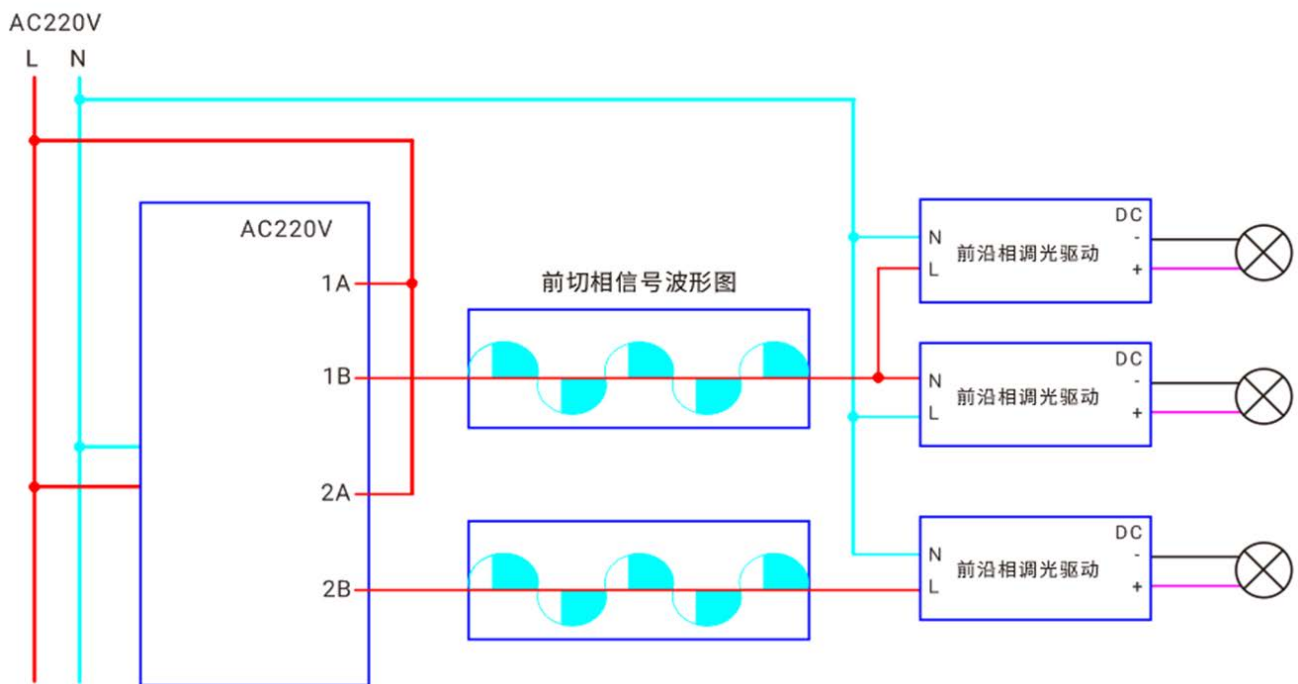 AC220V
L N
AC220V
1A
1B
2A
2B
前切相信号波形图
DC
N
-
前沿相调光驱动
L
+
DC
N
-
前沿相调光驱动
L
+
DC
N
-
前沿相调光驱动
L
+